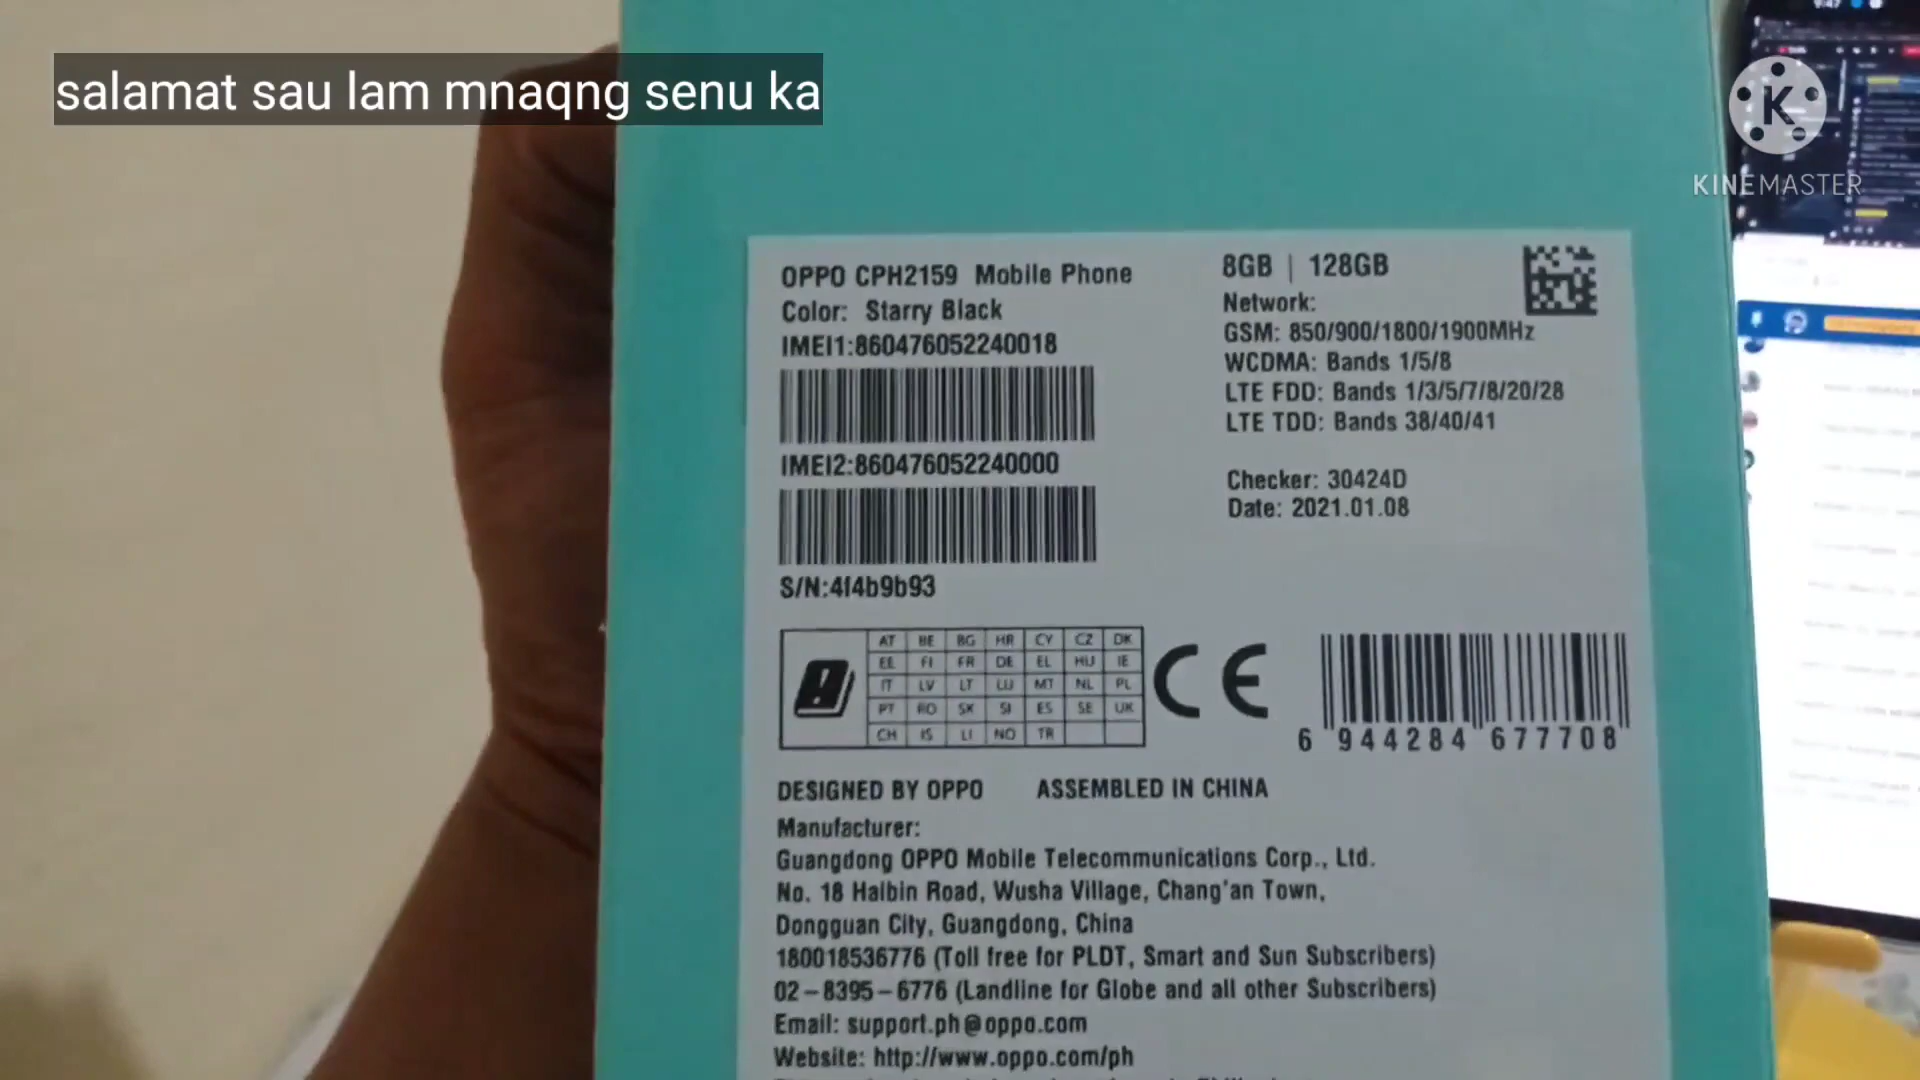 salamat sau lam mnaqng senu ka
K
KINEMASTER
OPPO CPH2159 Mobile Phone
Color: Starry Black
IMEI1:860476052240018
IMEI2:860476052240000
S/N:4f4b9b93
8GB | 128GB
Network:
GSM: 850/900/1800/1900MHz
WCDMA: Bands 1/5/8
LTE FDD: Bands 1/3/5/7/8/20/28
LTE TDD: Bands 38/40/41
Checker: 30424D
Date: 2021.01.08
AT BE BG HR CY CZ DK
EE FI FR DE EL HU IE
IT LV LT LU MT NL PL
PT RO SK SI ES SE UK
CH IS LI NO TR
CE
6 944284 677708
DESIGNED BY OPPO ASSEMBLED IN CHINA
Manufacturer:
Guangdong OPPO Mobile Telecommunications Corp., Ltd.
No. 18 Haibin Road, Wusha Village, Chang'an Town,
Dongguan City, Guangdong, China
180018536776 (Toll free for PLDT, Smart and Sun Subscribers)
02-8395-6776 (Landline for Globe and all other Subscribers)
Email: support.ph@oppo.com
Website: http://www.oppo.com/ph